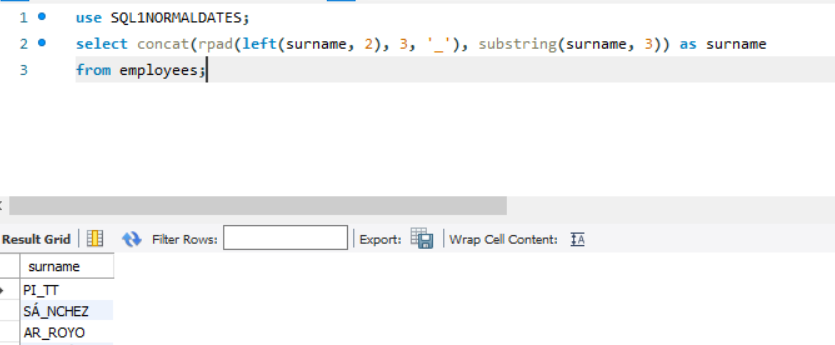 1 use SQL1NORMALDATES;
2 select concat(rpad(left(surname, 2), 3, '_'), substring(surname, 3)) as surname
3 from employees;
Result Grid Filter Rows: Export: Wrap Cell Content: IA
surname
PI_TT
SÁ_NCHEZ
AR_ROYO